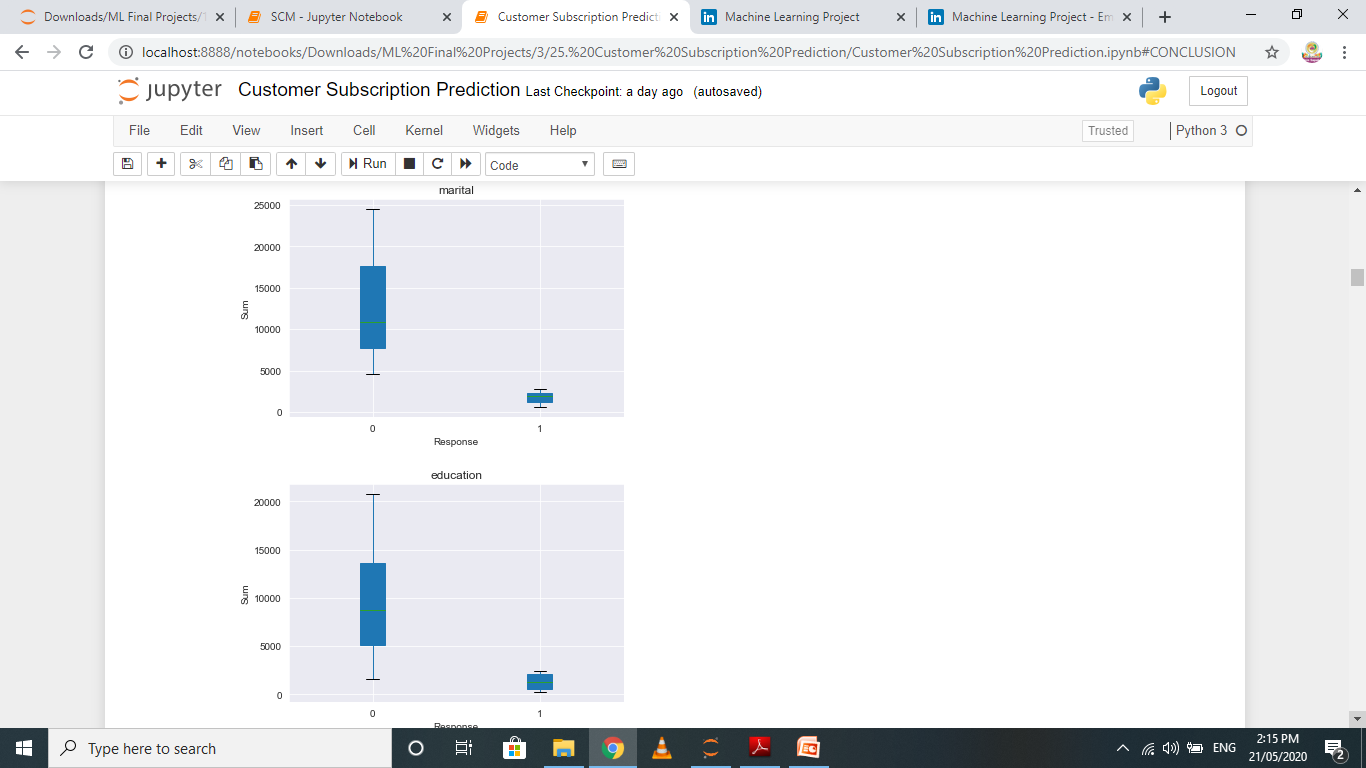 Downloads/ML Final Projects/1
SCM - Jupyter Notebook
Customer Subscription Predict
Machine Learning Project
Machine Learning Project - Em
localhost:8888/notebooks/Downloads/ML%20Final%20Projects/3/25.%20Customer%20Subscription%20Prediction/Customer%20Subscription%20Prediction.ipynb#CONCLUSION
jupyter Customer Subscription Prediction Last Checkpoint: a day ago (autosaved)
Logout
File Edit View Insert Cell Kernel Widgets Help
Trusted
Python 3
Run
Code
marital
25000
20000
15000
10000
5000
0
Sum
0 1
Response
education
20000
15000
10000
5000
0
Sum
0 1
Response
Type here to search
ENG
2:15 PM
21/05/2020
2